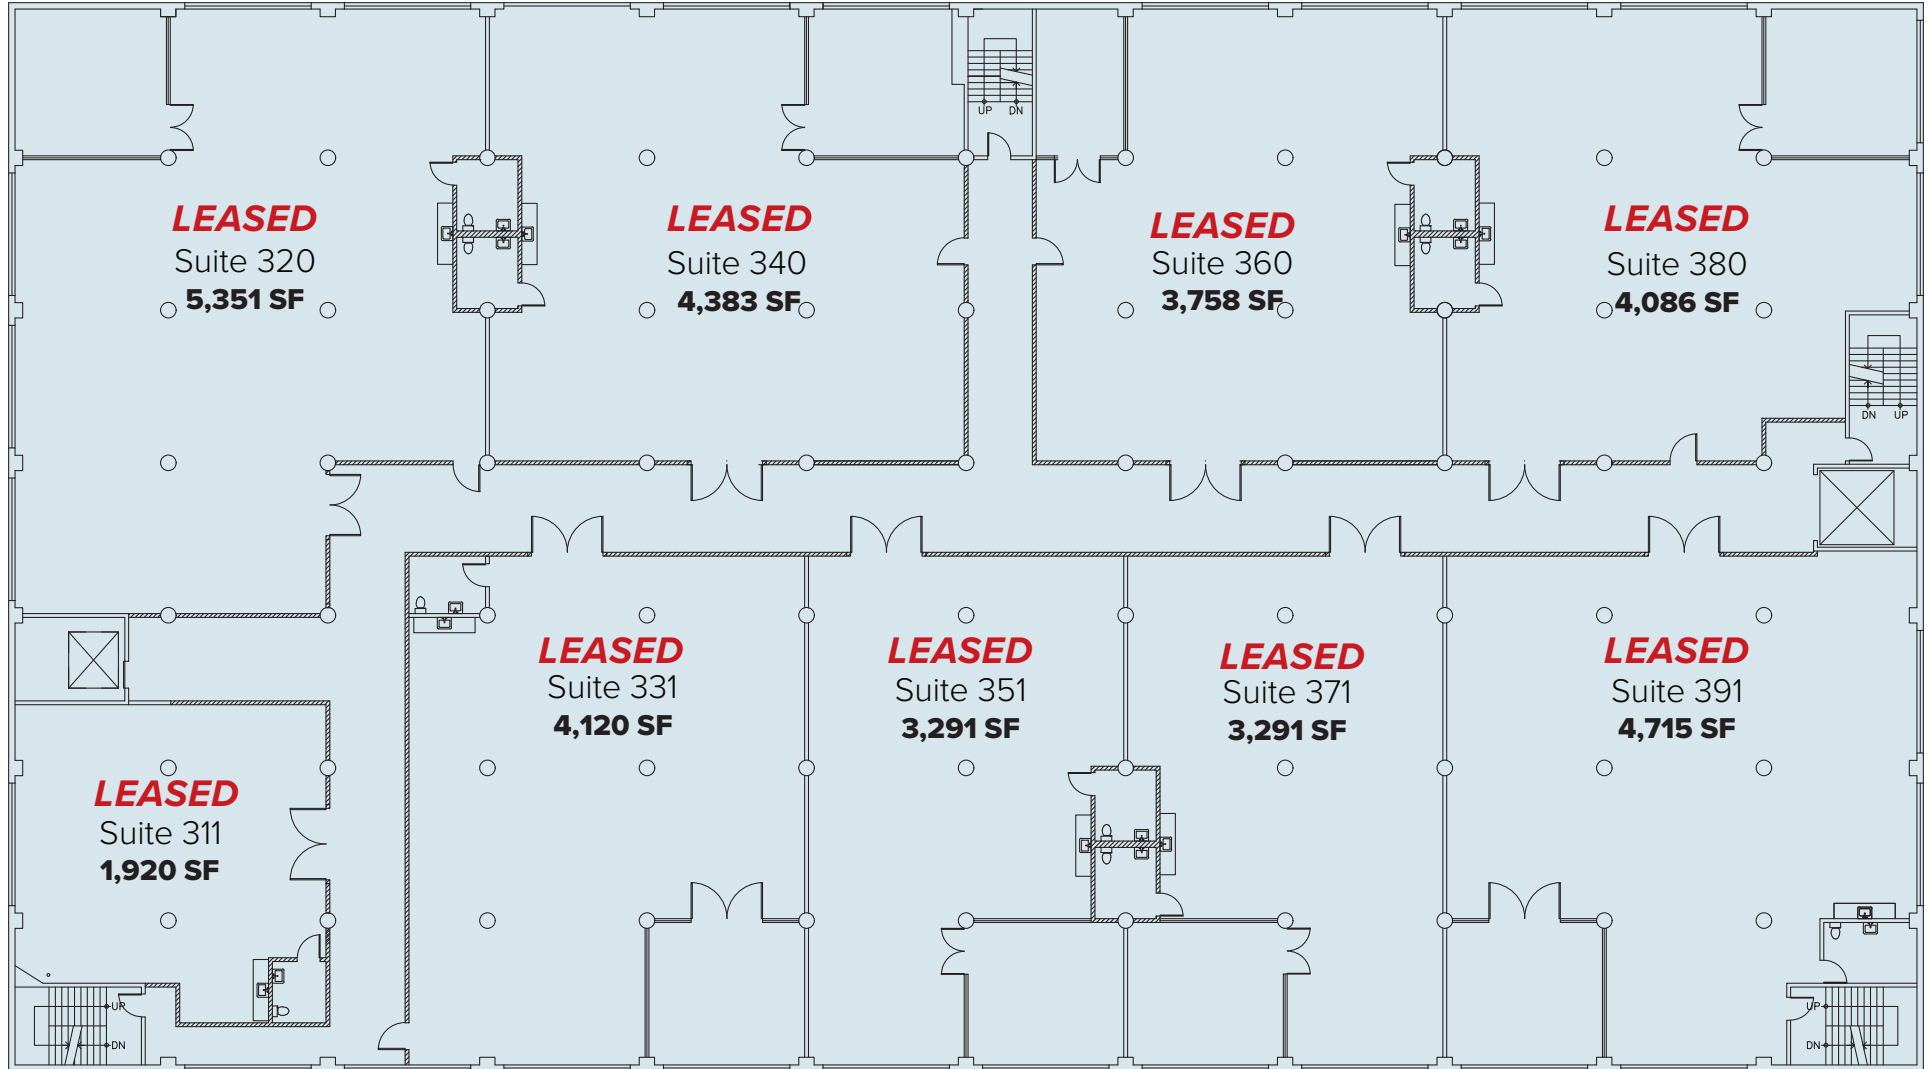 UP DN
LEASED
Suite 320
5,351 SF
LEASED
Suite 340
4,383 SF
LEASED
Suite 360
3,758 SF
LEASED
Suite 380
4,086 SF
DN UP
LEASED
Suite 331
4,120 SF
LEASED
Suite 351
3,291 SF
LEASED
Suite 371
3,291 SF
LEASED
Suite 391
4,715 SF
LEASED
Suite 311
1,920 SF
UP
DN
UP
DN